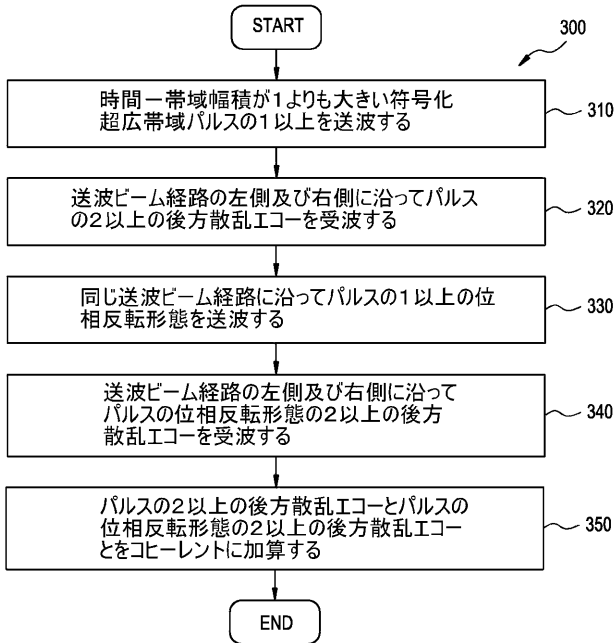 START
300
時間ー帯域幅積が1よりも大きい符号化
超広帯域パルスの1以上を送波する
310
送波ビーム経路の左側及び右側に沿ってパルス
の2以上の後方散乱エコーを受波する
320
同じ送波ビーム経路に沿ってパルスの1以上の位
相反転形態を送波する
330
送波ビーム経路の左側及び右側に沿って
パルスの位相反転形態の2以上の後方
散乱エコーを受波する
340
パルスの2以上の後方散乱エコーとパルスの
位相反転形態の2以上の後方散乱エコー
とをコヒーレントに加算する
350
END